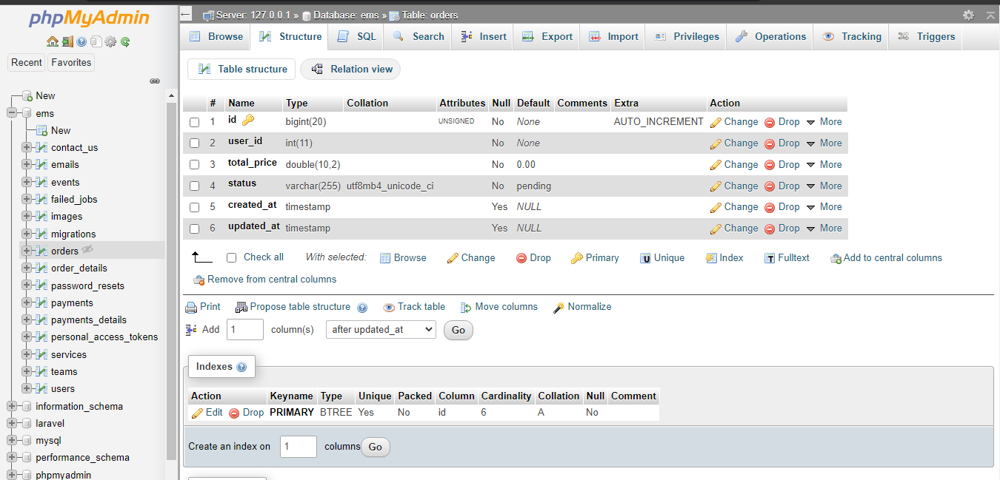 phpMyAdmin
Recent Favorites
New
ems
New
contact_us
emails
events
failed_jobs
images
migrations
orders
order_details
password_resets
payments
payments_details
personal_access_tokens
services
teams
users
information_schema
laravel
mysql
performance_schema
phpmyadmin
Server: 127.0.0.1 » Database: ems » Table: orders
Browse Structure SQL Search Insert Export Import Privileges Operations Tracking Triggers
Table structure Relation view
# Name Type Collation Attributes Null Default Comments Extra Action
1 id bigint(20) UNSIGNED No None AUTO_INCREMENT Change Drop More
2 user_id int(11) No None Change Drop More
3 total_price double(10,2) No 0.00 Change Drop More
4 status varchar(255) utf8mb4_unicode_ci No pending Change Drop More
5 created_at timestamp Yes NULL Change Drop More
6 updated_at timestamp Yes NULL Change Drop More
Check all With selected: Browse Change Drop Primary Unique Index Fulltext Add to central columns
Remove from central columns
Print Propose table structure Track table Move columns Normalize
Add 1 column(s) after updated_at Go
Indexes
Action Keyname Type Unique Packed Column Cardinality Collation Null Comment
Edit Drop PRIMARY BTREE Yes No id 6 A No
Create an index on 1 columns Go